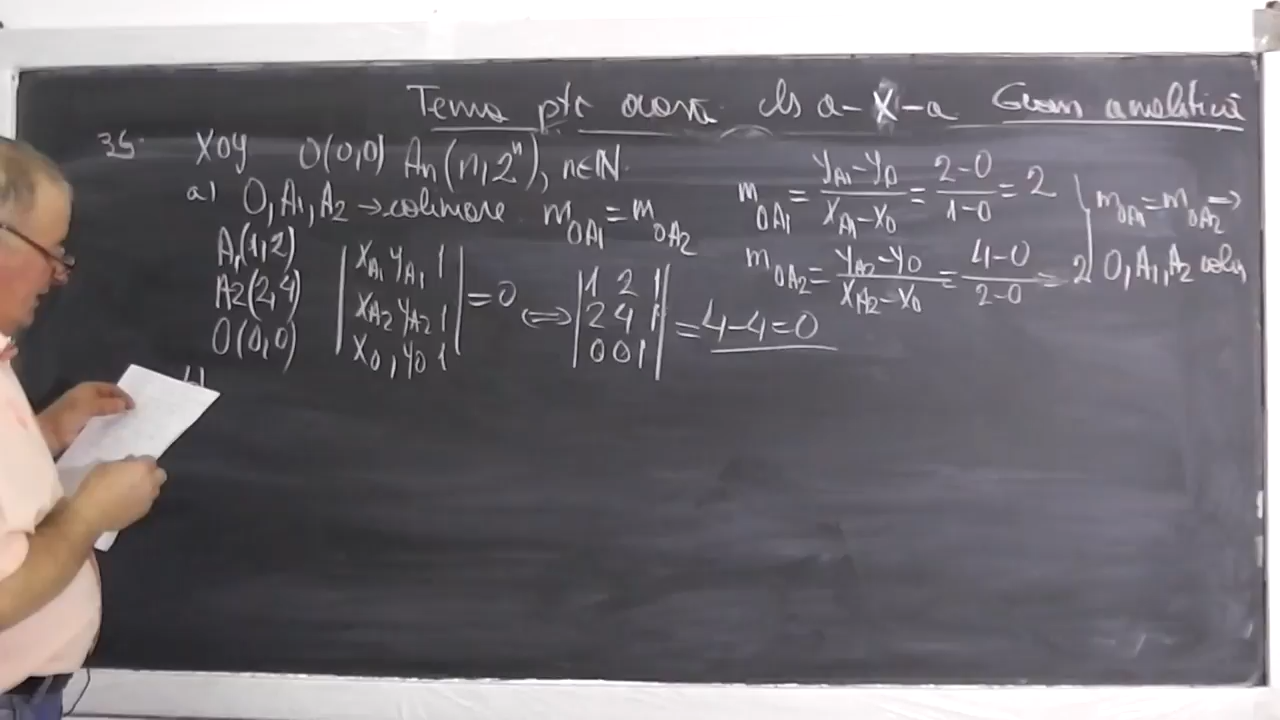 Tema ptr acasa cls a-X-a Geom analitică
35. XOY O(0,0) An(n,2^n), n∈N.
a) O,A1,A2 → coliniare m_OA1 = m_OA2
A1(1,2)
A2(2,4)
O(0,0)
|x_A1 y_A1 1|
|x_A2 y_A2 1| = 0 ⇔
|x_O, y_O 1|
|1 2 1|
|2 4 1| = 4-4=0
|0 0 1|
m_OA1 = (y_A1-y_O)/(x_A1-x_O) = (2-0)/(1-0) = 2
m_OA2 = (y_A2-y_O)/(x_A2-x_O) = (4-0)/(2-0) = 2
m_OA1 = m_OA2 ⇒
O,A1,A2 colin